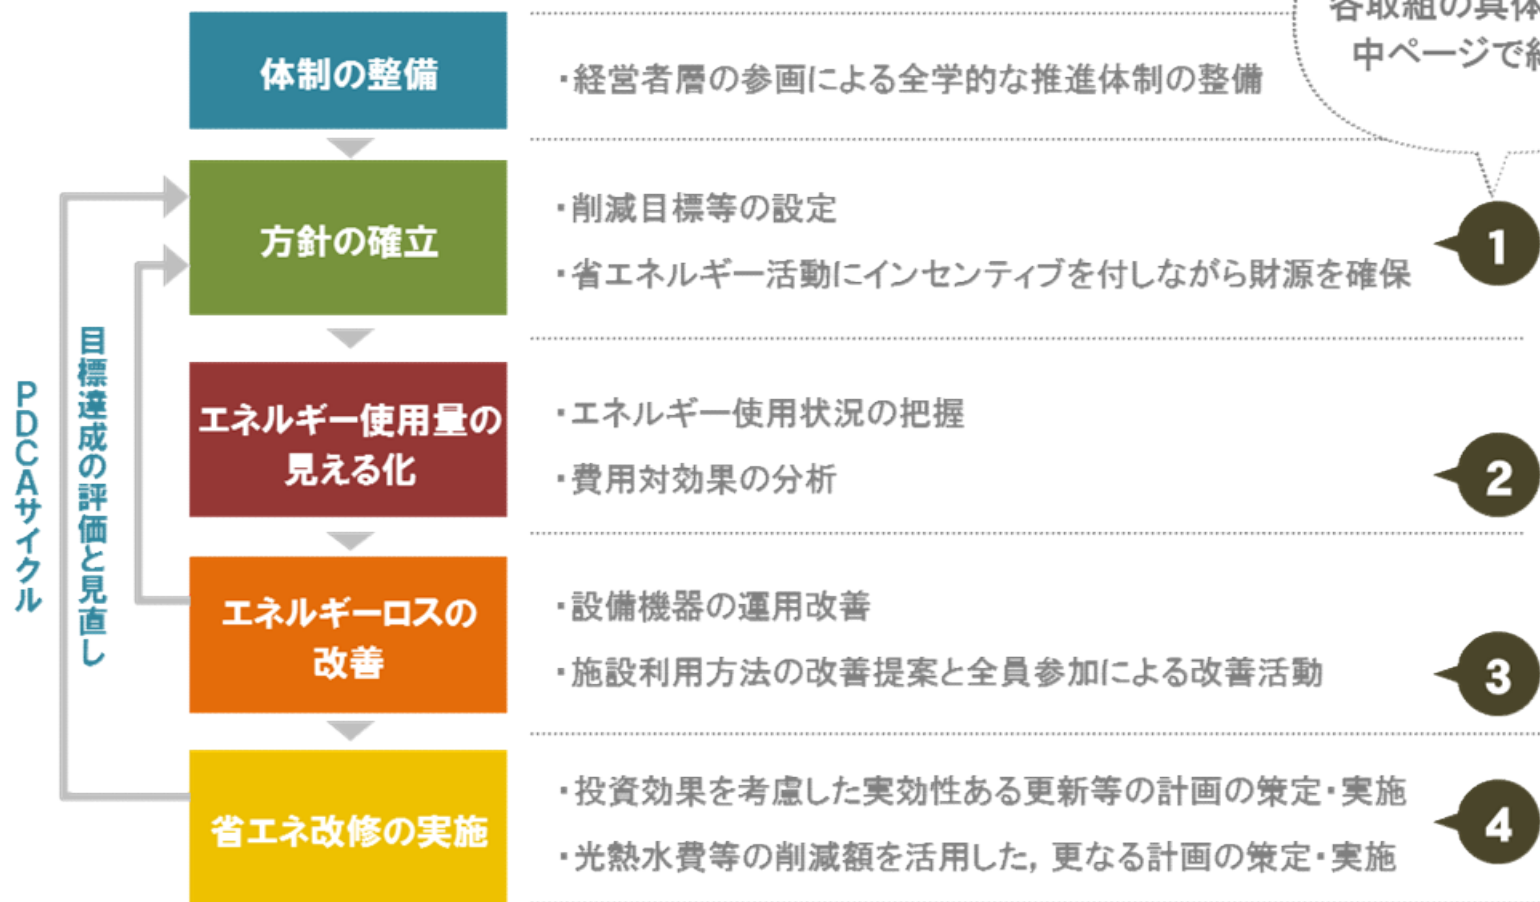 各取組の具体
中ページで紹
体制の整備
・経営者層の参画による全学的な推進体制の整備
方針の確立
・削減目標等の設定
・省エネルギー活動にインセンティブを付しながら財源を確保
1
エネルギー使用量の
見える化
・エネルギー使用状況の把握
・費用対効果の分析
2
エネルギーロスの
改善
・設備機器の運用改善
・施設利用方法の改善提案と全員参加による改善活動
3
省エネ改修の実施
・投資効果を考慮した実効性ある更新等の計画の策定・実施
・光熱水費等の削減額を活用した，更なる計画の策定・実施
4
目標達成の評価と見直し
PDCAサイクル